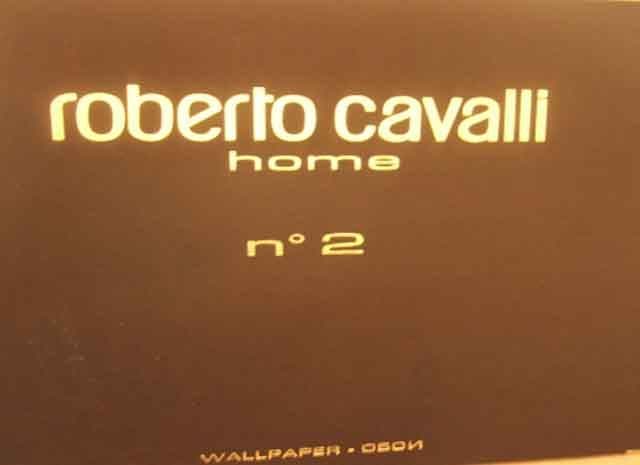 roberto cavalli
home
n° 2
WALLPAPER • ОБОИ